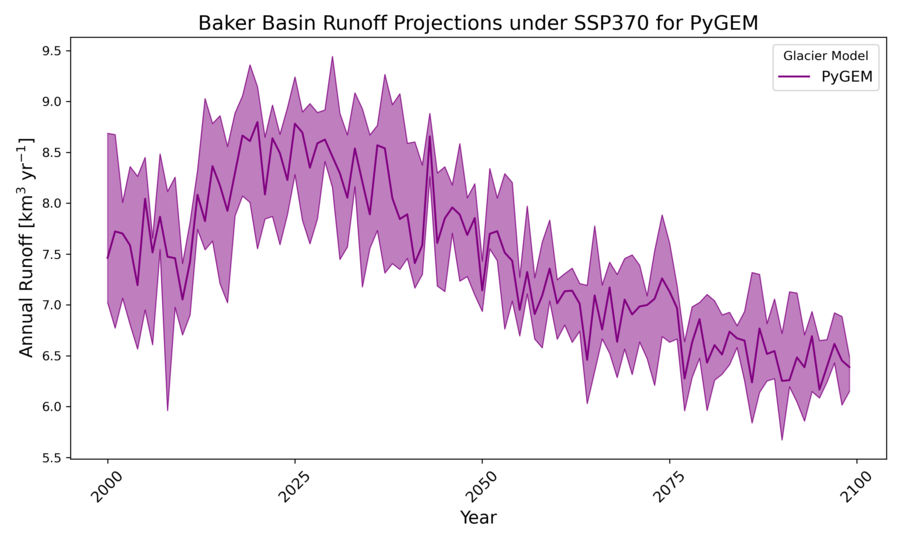 Baker Basin Runoff Projections under SSP370 for PyGEM
Glacier Model
PyGEM
Annual Runoff [km³ yr⁻¹]
9.5
9.0
8.5
8.0
7.5
7.0
6.5
6.0
5.5
2000
2025
2050
2075
2100
Year